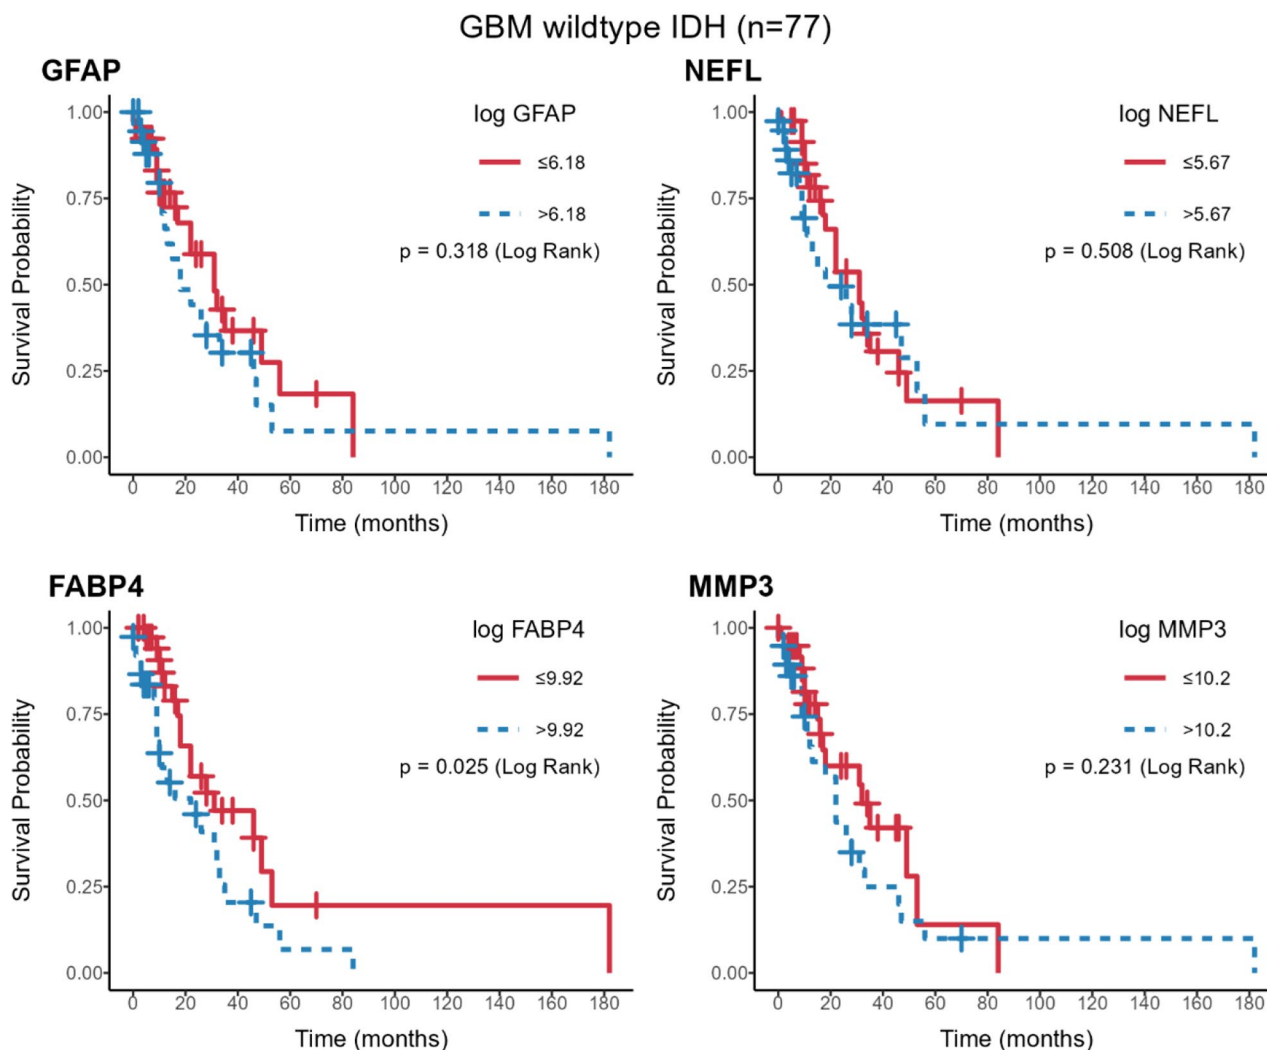 GBM wildtype IDH (n=77)
GFAP
log GFAP
≤6.18
>6.18
p = 0.318 (Log Rank)
Survival Probability
1.00
0.75
0.50
0.25
0.00
0 20 40 60 80 100 120 140 160 180
Time (months)
NEFL
log NEFL
≤5.67
>5.67
p = 0.508 (Log Rank)
Survival Probability
1.00
0.75
0.50
0.25
0.00
0 20 40 60 80 100 120 140 160 180
Time (months)
FABP4
log FABP4
≤9.92
>9.92
p = 0.025 (Log Rank)
Survival Probability
1.00
0.75
0.50
0.25
0.00
0 20 40 60 80 100 120 140 160 180
Time (months)
MMP3
log MMP3
≤10.2
>10.2
p = 0.231 (Log Rank)
Survival Probability
1.00
0.75
0.50
0.25
0.00
0 20 40 60 80 100 120 140 160 180
Time (months)